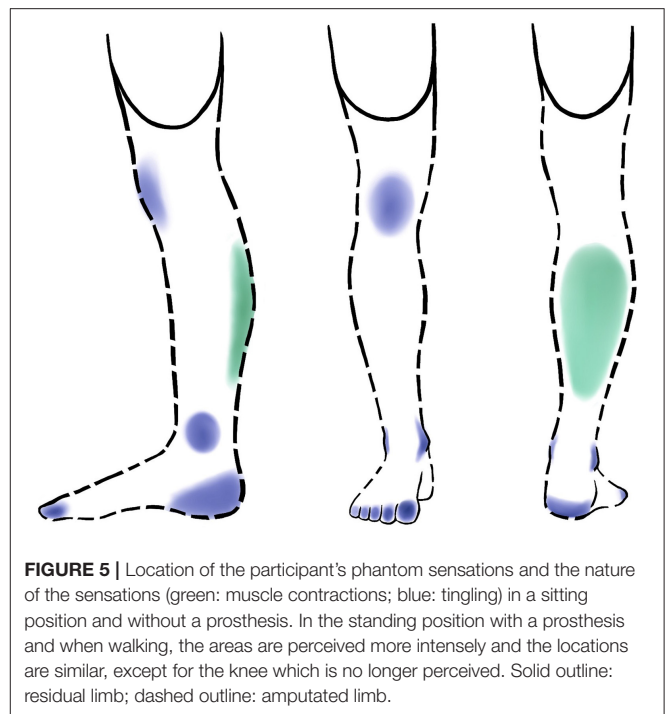 FIGURE 5 | Location of the participant's phantom sensations and the nature
of the sensations (green: muscle contractions; blue: tingling) in a sitting
position and without a prosthesis. In the standing position with a prosthesis
and when walking, the areas are perceived more intensely and the locations
are similar, except for the knee which is no longer perceived. Solid outline:
residual limb; dashed outline: amputated limb.